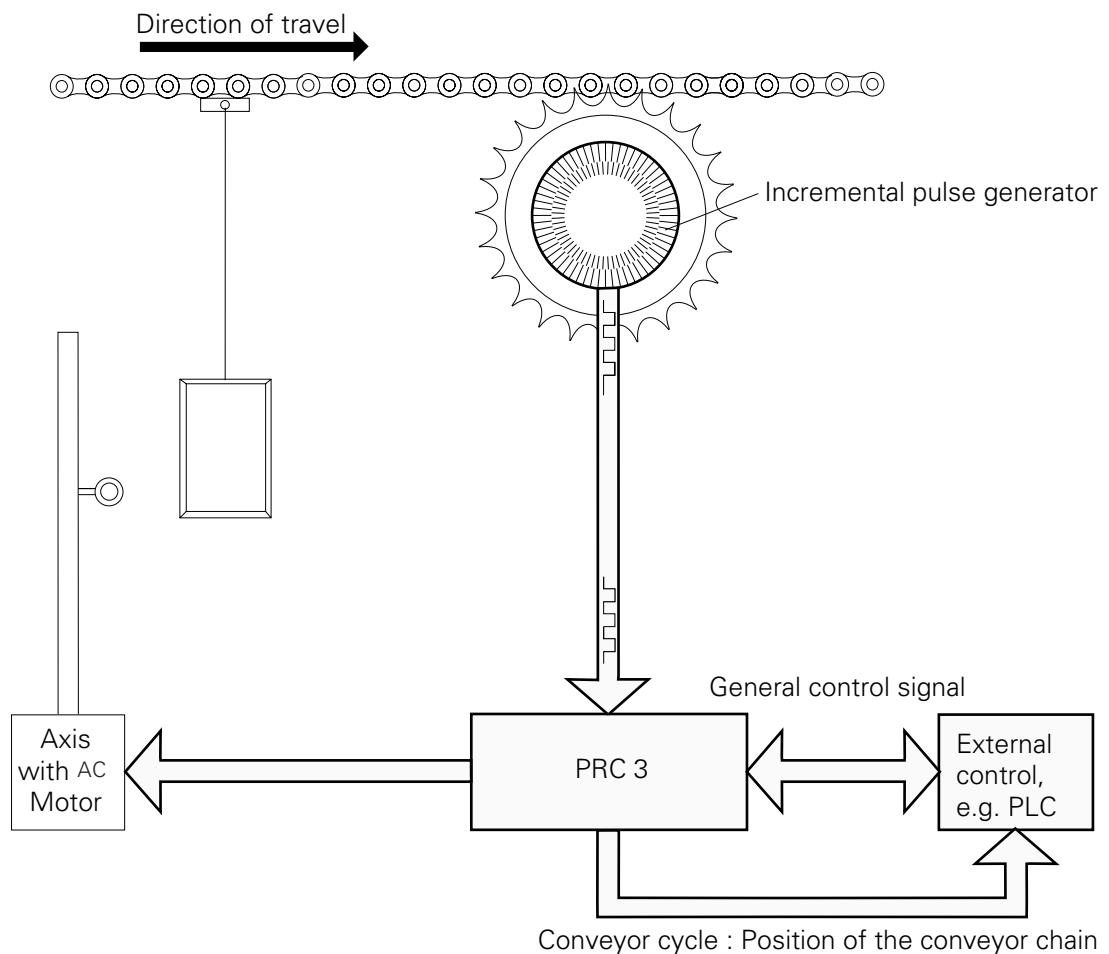 Direction of travel
Incremental pulse generator
General control signal
Axis
with AC
Motor
PRC 3
External
control,
e.g. PLC
Conveyor cycle : Position of the conveyor chain